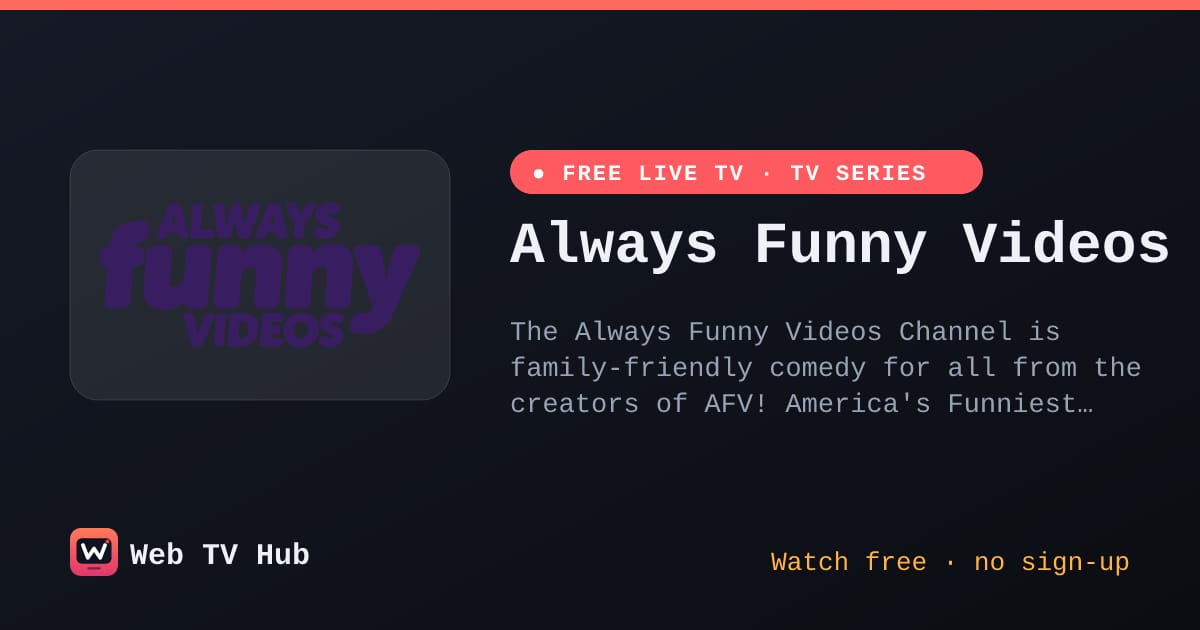 ALWAYS
funny
VIDEOS
● FREE LIVE TV · TV SERIES
Always Funny Videos
The Always Funny Videos Channel is
family-friendly comedy for all from the
creators of AFV! America's Funniest…
W
Web TV Hub
Watch free · no sign-up